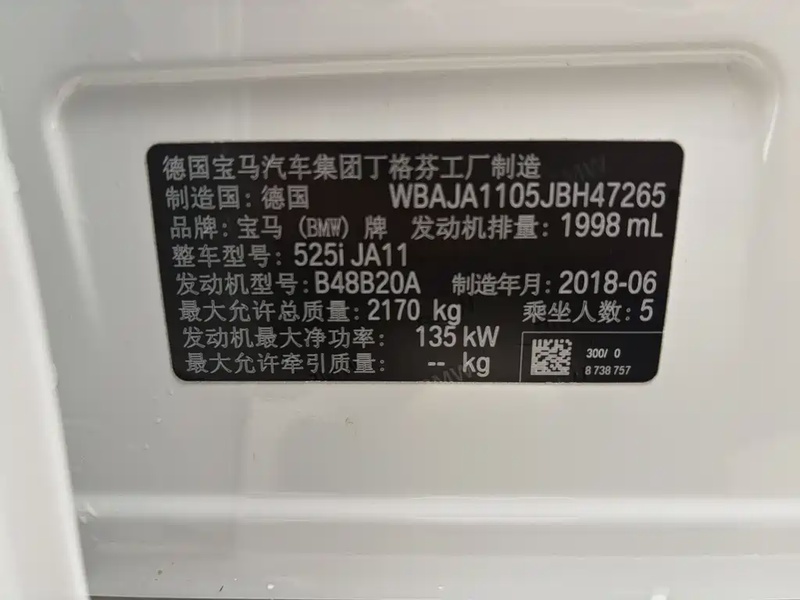 德国宝马汽车集团丁格芬工厂制造
制造国：德国 WBAJA1105JBH47265
品牌：宝马（BMW）牌 发动机排量：1998 mL
整车型号：525i JA11
发动机型号：B48B20A 制造年月：2018-06
最大允许总质量：2170 kg 乘坐人数：5
发动机最大净功率： 135 kW
最大允许牵引质量： -- kg
300/ 0
8 738 757